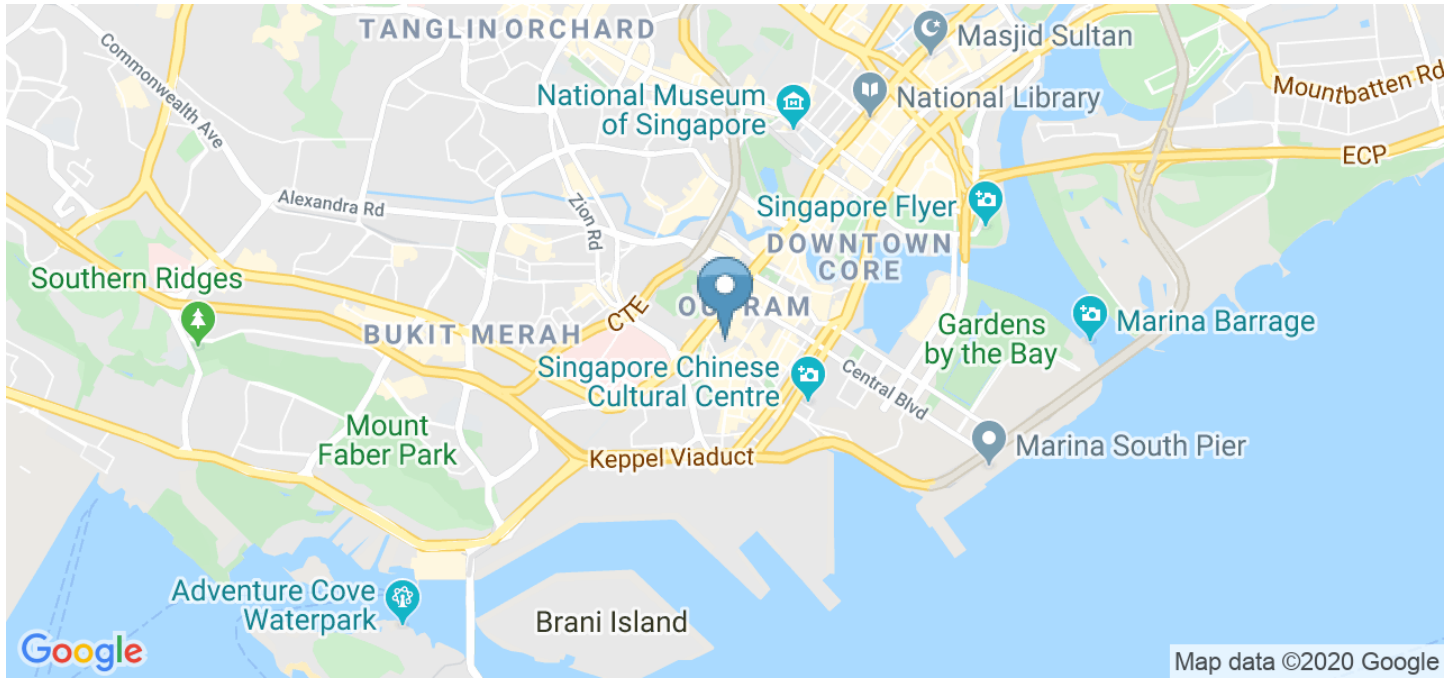 TANGLIN
ORCHARD
Masjid Sultan
Commonwealth Ave
Mountbatten Rd
National Museum
of Singapore
National Library
ECP
Alexandra Rd
Zion Rd
Singapore Flyer
DOWNTOWN
CORE
Southern Ridges
CTE
BUKIT MERAH
Gardens
by the Bay
Marina Barrage
Singapore Chinese
Cultural Centre
Central Blvd
Mount
Faber Park
Keppel Viaduct
Marina South Pier
Adventure Cove
Waterpark
Brani Island
Google
Map data ©2020 Google